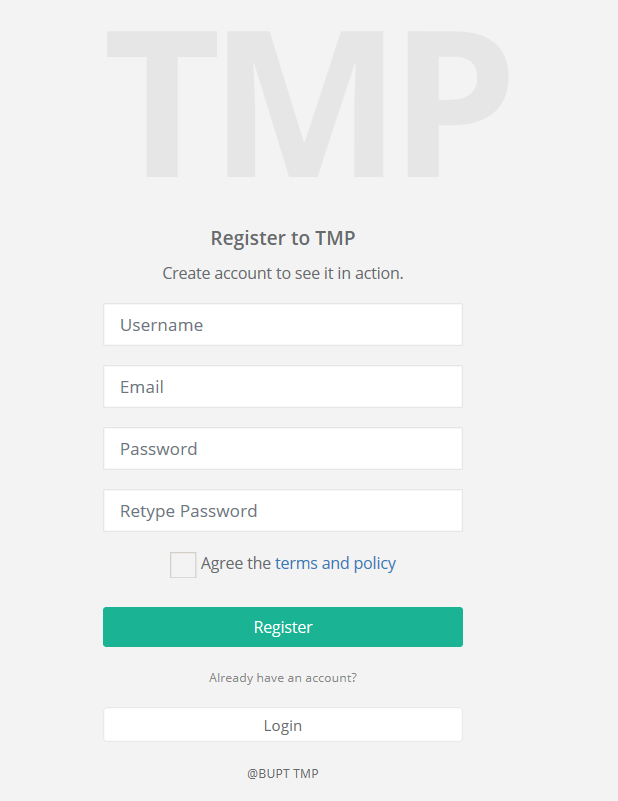 TMP
Register to TMP
Create account to see it in action.
Username
Email
Password
Retype Password
Agree the terms and policy
Register
Already have an account?
Login
@BUPT TMP